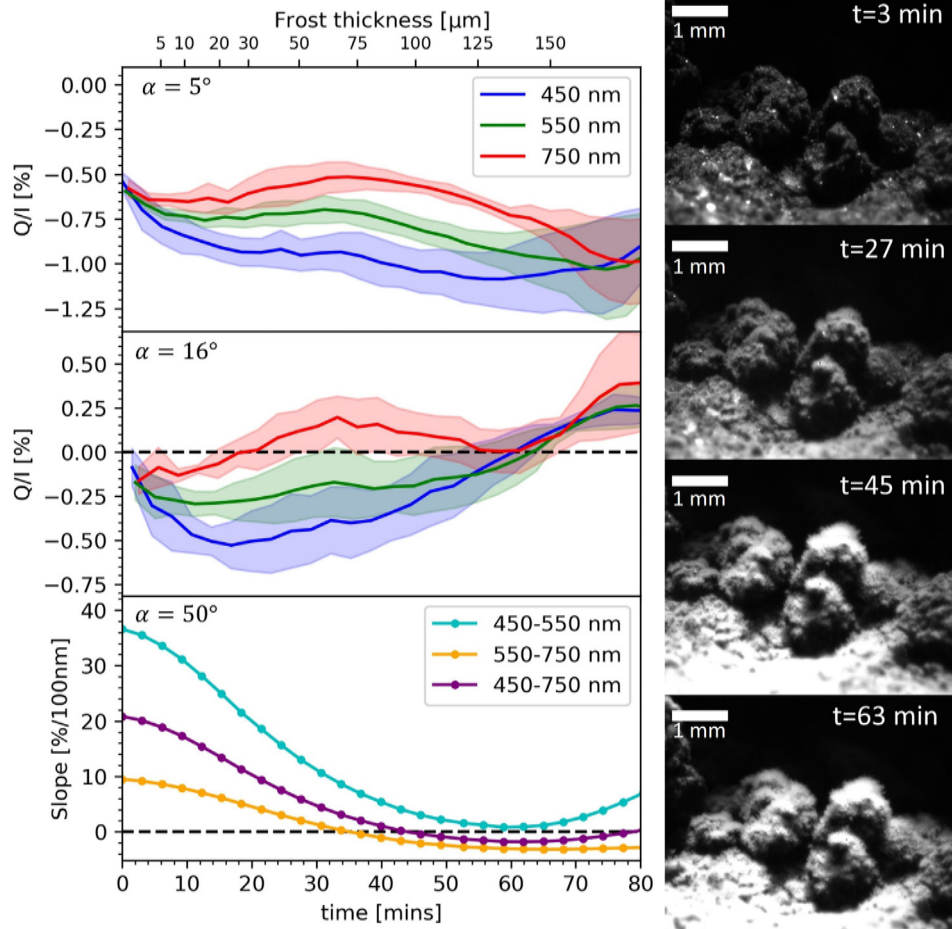 Frost thickness [μm]
5 10 20 30 50 75 100 125 150
α = 5°
450 nm
550 nm
750 nm
0.00
−0.25
−0.50
−0.75
−1.00
−1.25
Q/I [%]
α = 16°
0.50
0.25
0.00
−0.25
−0.50
−0.75
Q/I [%]
α = 50°
450-550 nm
550-750 nm
450-750 nm
40
30
20
10
0
Slope [%/100nm]
0 10 20 30 40 50 60 70 80
time [mins]
t=3 min
1 mm
t=27 min
1 mm
t=45 min
1 mm
t=63 min
1 mm